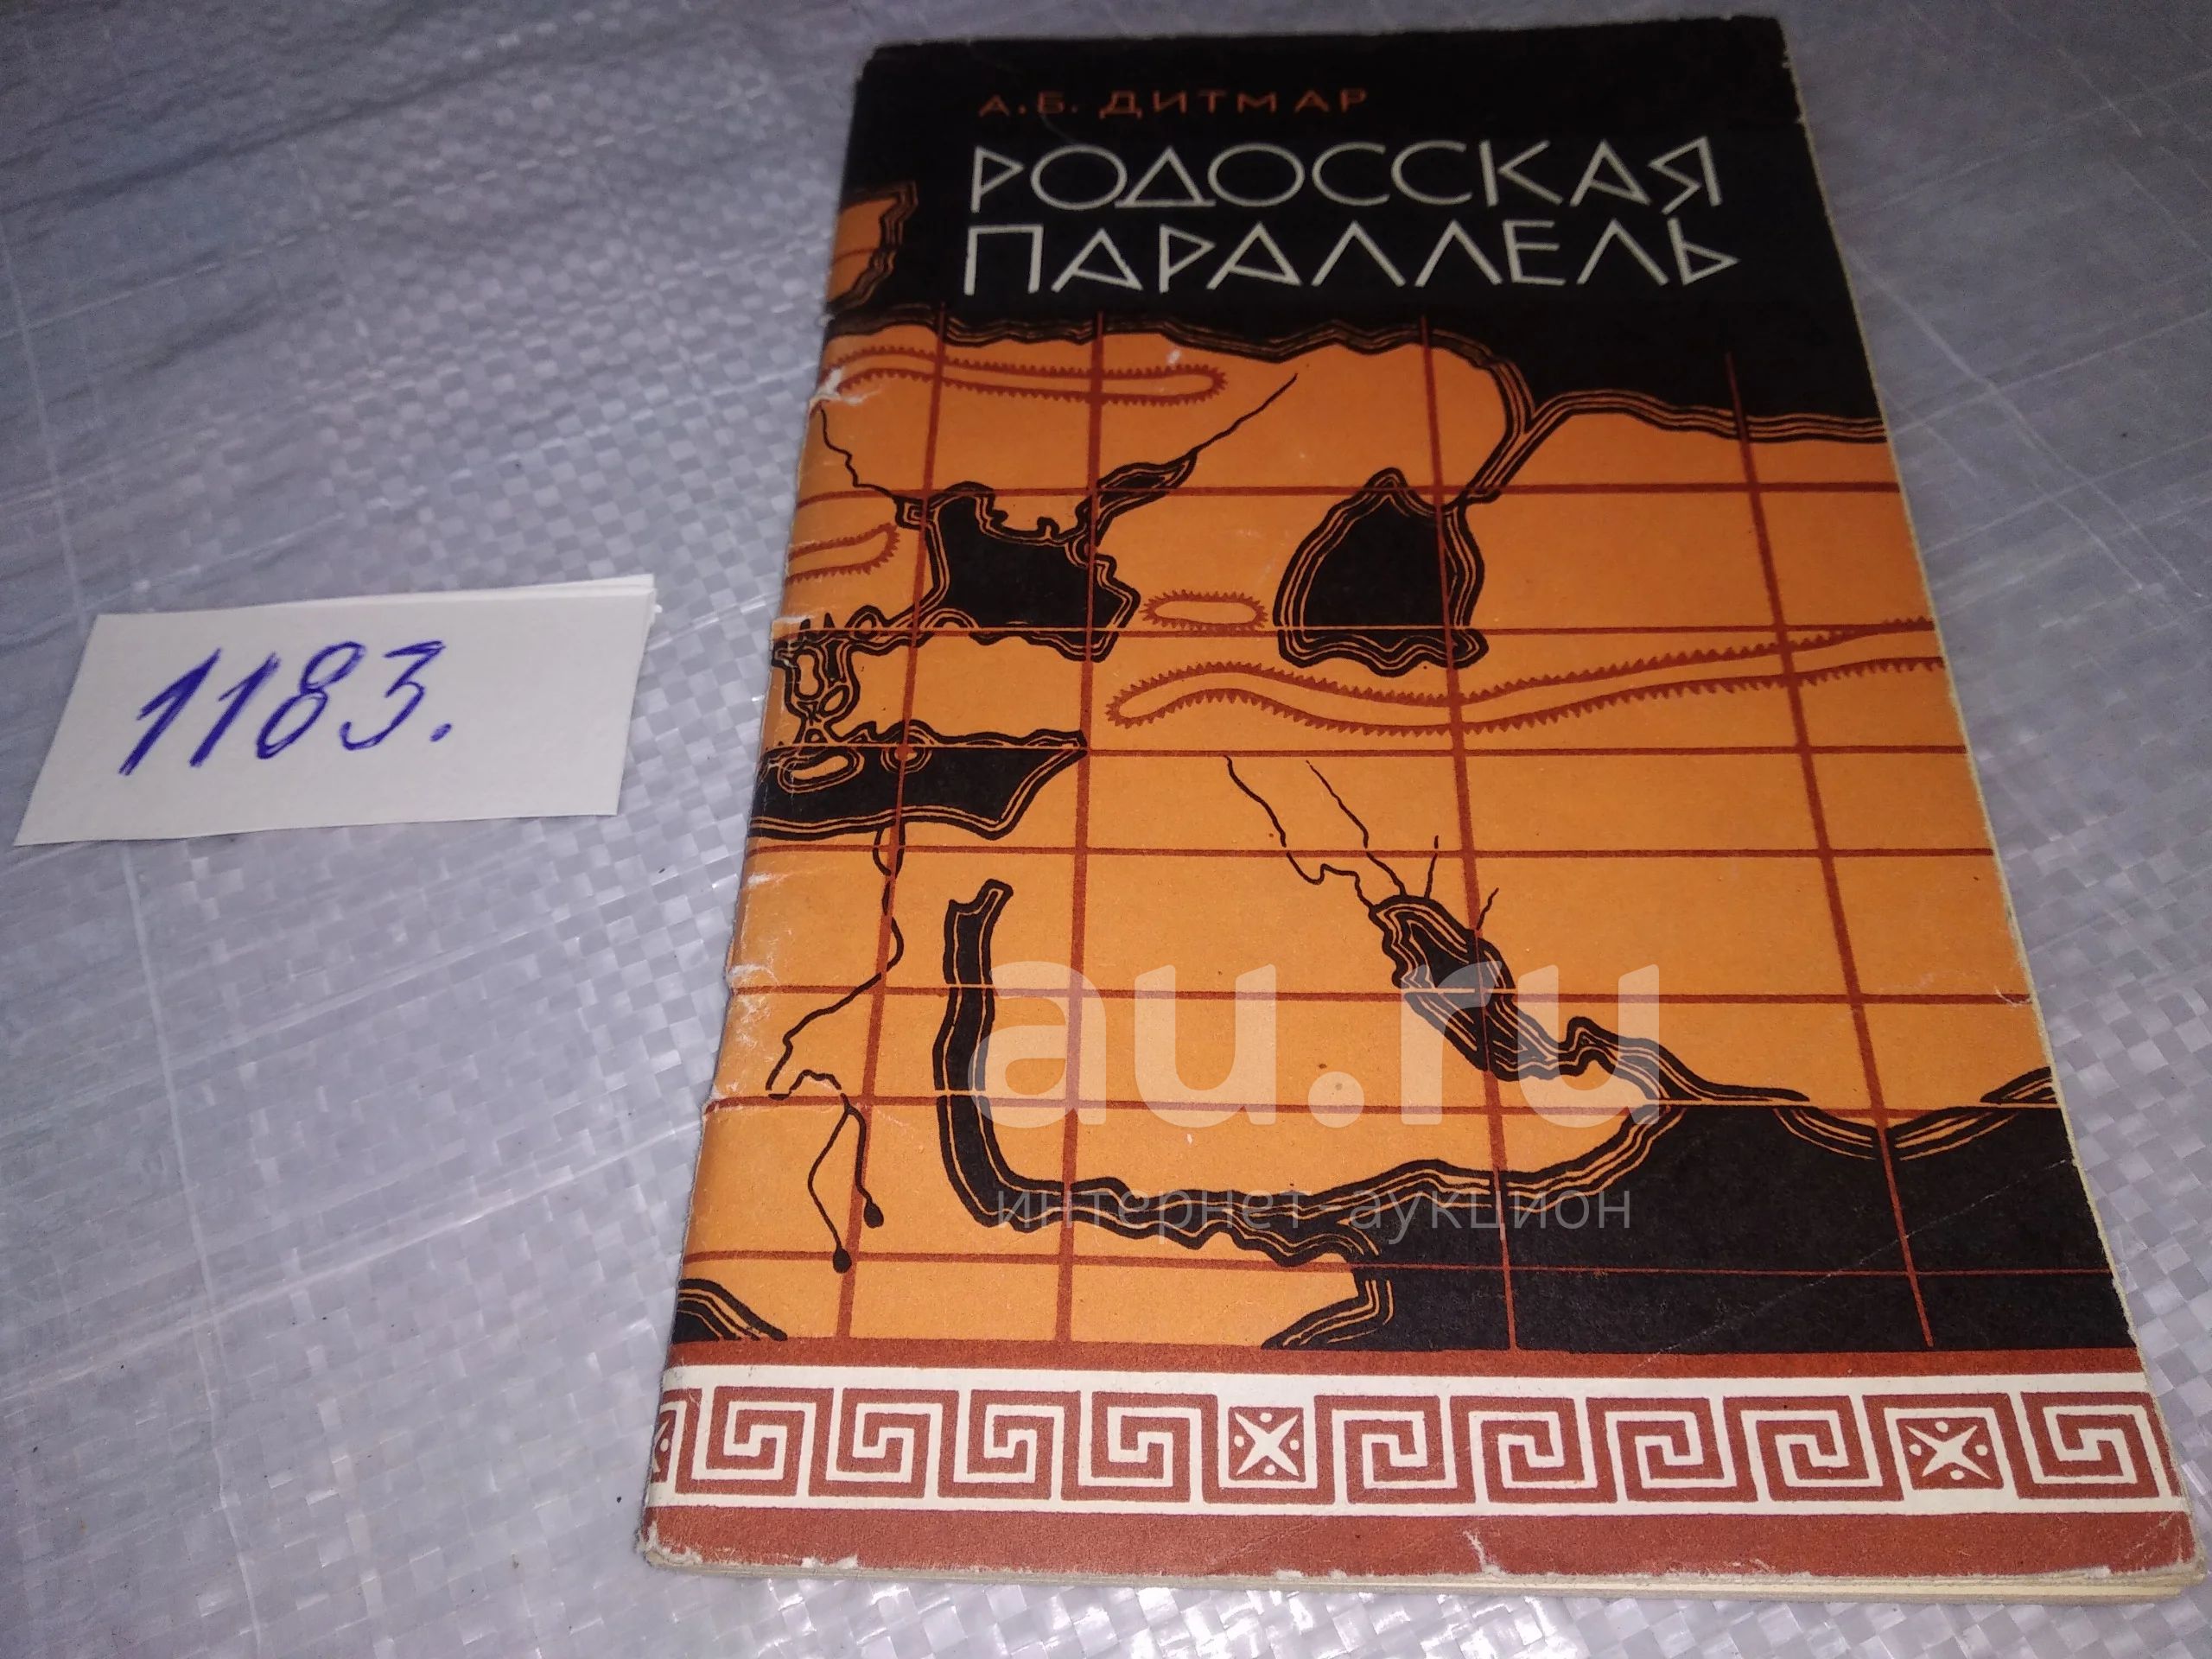 А.Б. ДИТМАР
РОДОССКАЯ
ПАРАЛЛЕЛЬ
1183.
au.ru
интернет аукцион